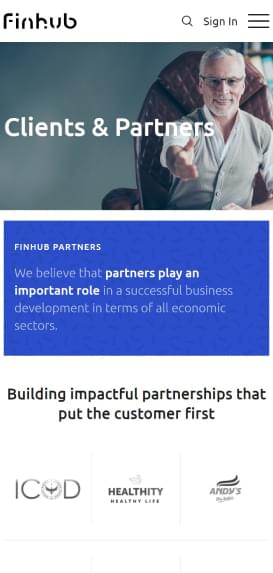 finhub
Sign In
Clients & Partners
FINHUB PARTNERS
We believe that partners play an
important role in a successful business
development in terms of all economic
sectors.
Building impactful partnerships that
put the customer first
ICOD
HEALTHITY
HEALTHY LIFE
ANDY'S